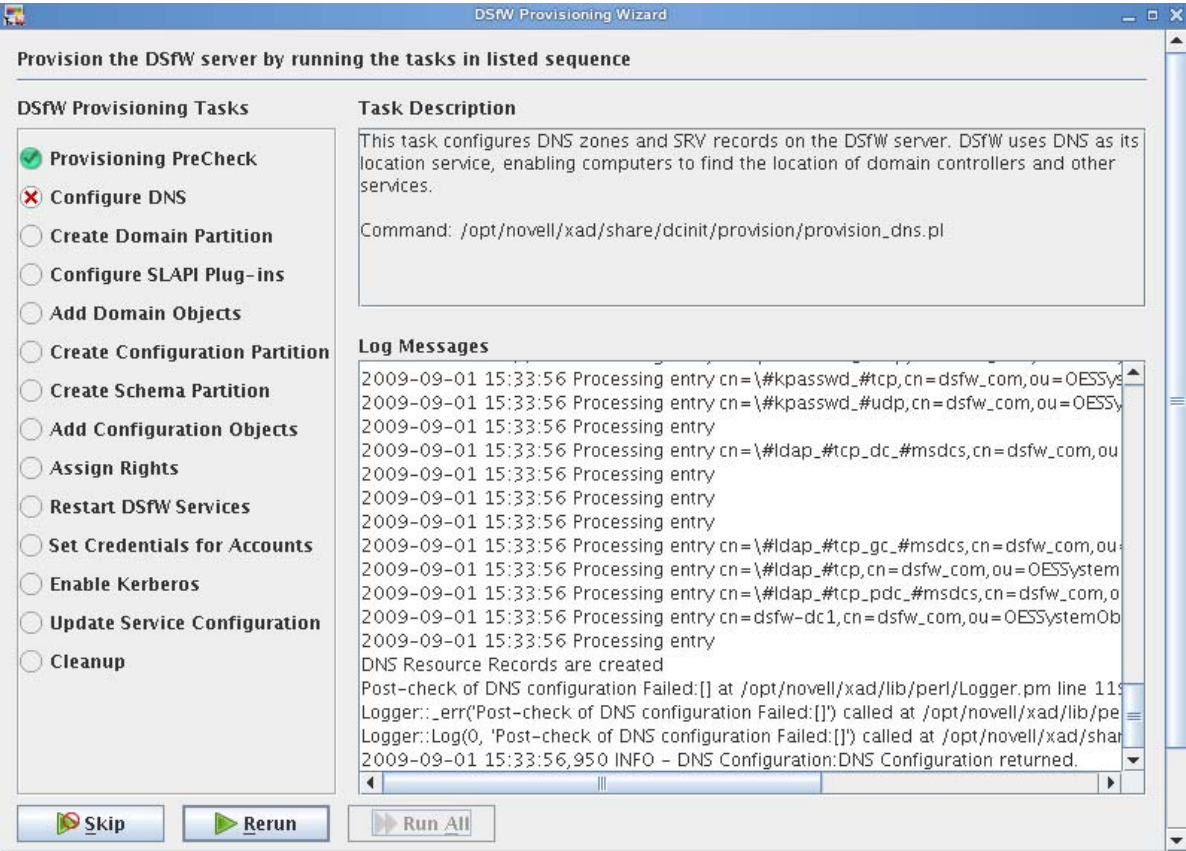 DSfW Provisioning Wizard
Provision the DSfW server by running the tasks in listed sequence
DSfW Provisioning Tasks
Provisioning PreCheck
Configure DNS
Create Domain Partition
Configure SLAPI Plug-ins
Add Domain Objects
Create Configuration Partition
Create Schema Partition
Add Configuration Objects
Assign Rights
Restart DSfW Services
Set Credentials for Accounts
Enable Kerberos
Update Service Configuration
Cleanup
Task Description
This task configures DNS zones and SRV records on the DSfW server. DSfW uses DNS as its
location service, enabling computers to find the location of domain controllers and other
services.
Command: /opt/novell/xad/share/dcinit/provision/provision_dns.pl
Log Messages
2009-09-01 15:33:56 Processing entry cn=\#kpasswd_#tcp,cn=dsfw_com,ou=OESSys
2009-09-01 15:33:56 Processing entry cn=\#kpasswd_#udp,cn=dsfw_com,ou=OESSy
2009-09-01 15:33:56 Processing entry
2009-09-01 15:33:56 Processing entry cn=\#ldap_#tcp_dc_#msdcs,cn=dsfw_com,ou
2009-09-01 15:33:56 Processing entry
2009-09-01 15:33:56 Processing entry
2009-09-01 15:33:56 Processing entry
2009-09-01 15:33:56 Processing entry cn=\#ldap_#tcp_gc_#msdcs,cn=dsfw_com,ou=
2009-09-01 15:33:56 Processing entry cn=\#ldap_#tcp,cn=dsfw_com,ou=OESSystem
2009-09-01 15:33:56 Processing entry cn=\#ldap_#tcp_pdc_#msdcs,cn=dsfw_com,o
2009-09-01 15:33:56 Processing entry cn=dsfw-dc1,cn=dsfw_com,ou=OESSystemOb
2009-09-01 15:33:56 Processing entry
DNS Resource Records are created
Post-check of DNS configuration Failed:[] at /opt/novell/xad/lib/perl/Logger.pm line 119
Logger::_err('Post-check of DNS configuration Failed:[]') called at /opt/novell/xad/lib/pe
Logger::Log(0, 'Post-check of DNS configuration Failed:[]') called at /opt/novell/xad/shar
2009-09-01 15:33:56,950 INFO - DNS Configuration:DNS Configuration returned.
Skip
Rerun
Run All